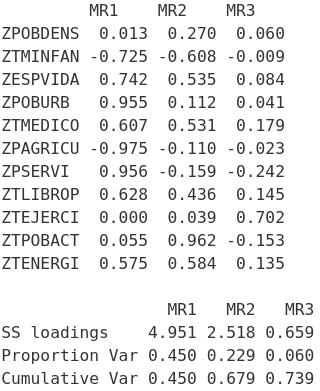 MR1 MR2 MR3
ZPOBDENS 0.013 0.270 0.060
ZTMINFAN -0.725 -0.608 -0.009
ZESPVIDA 0.742 0.535 0.084
ZPOBURB 0.955 0.112 0.041
ZTMEDICO 0.607 0.531 0.179
ZPAGRICU -0.975 -0.110 -0.023
ZPSERVI 0.956 -0.159 -0.242
ZTLIBROP 0.628 0.436 0.145
ZTEJERCI 0.000 0.039 0.702
ZTPOBACT 0.055 0.962 -0.153
ZTENERGI 0.575 0.584 0.135
MR1 MR2 MR3
SS loadings 4.951 2.518 0.659
Proportion Var 0.450 0.229 0.060
Cumulative Var 0.450 0.679 0.739